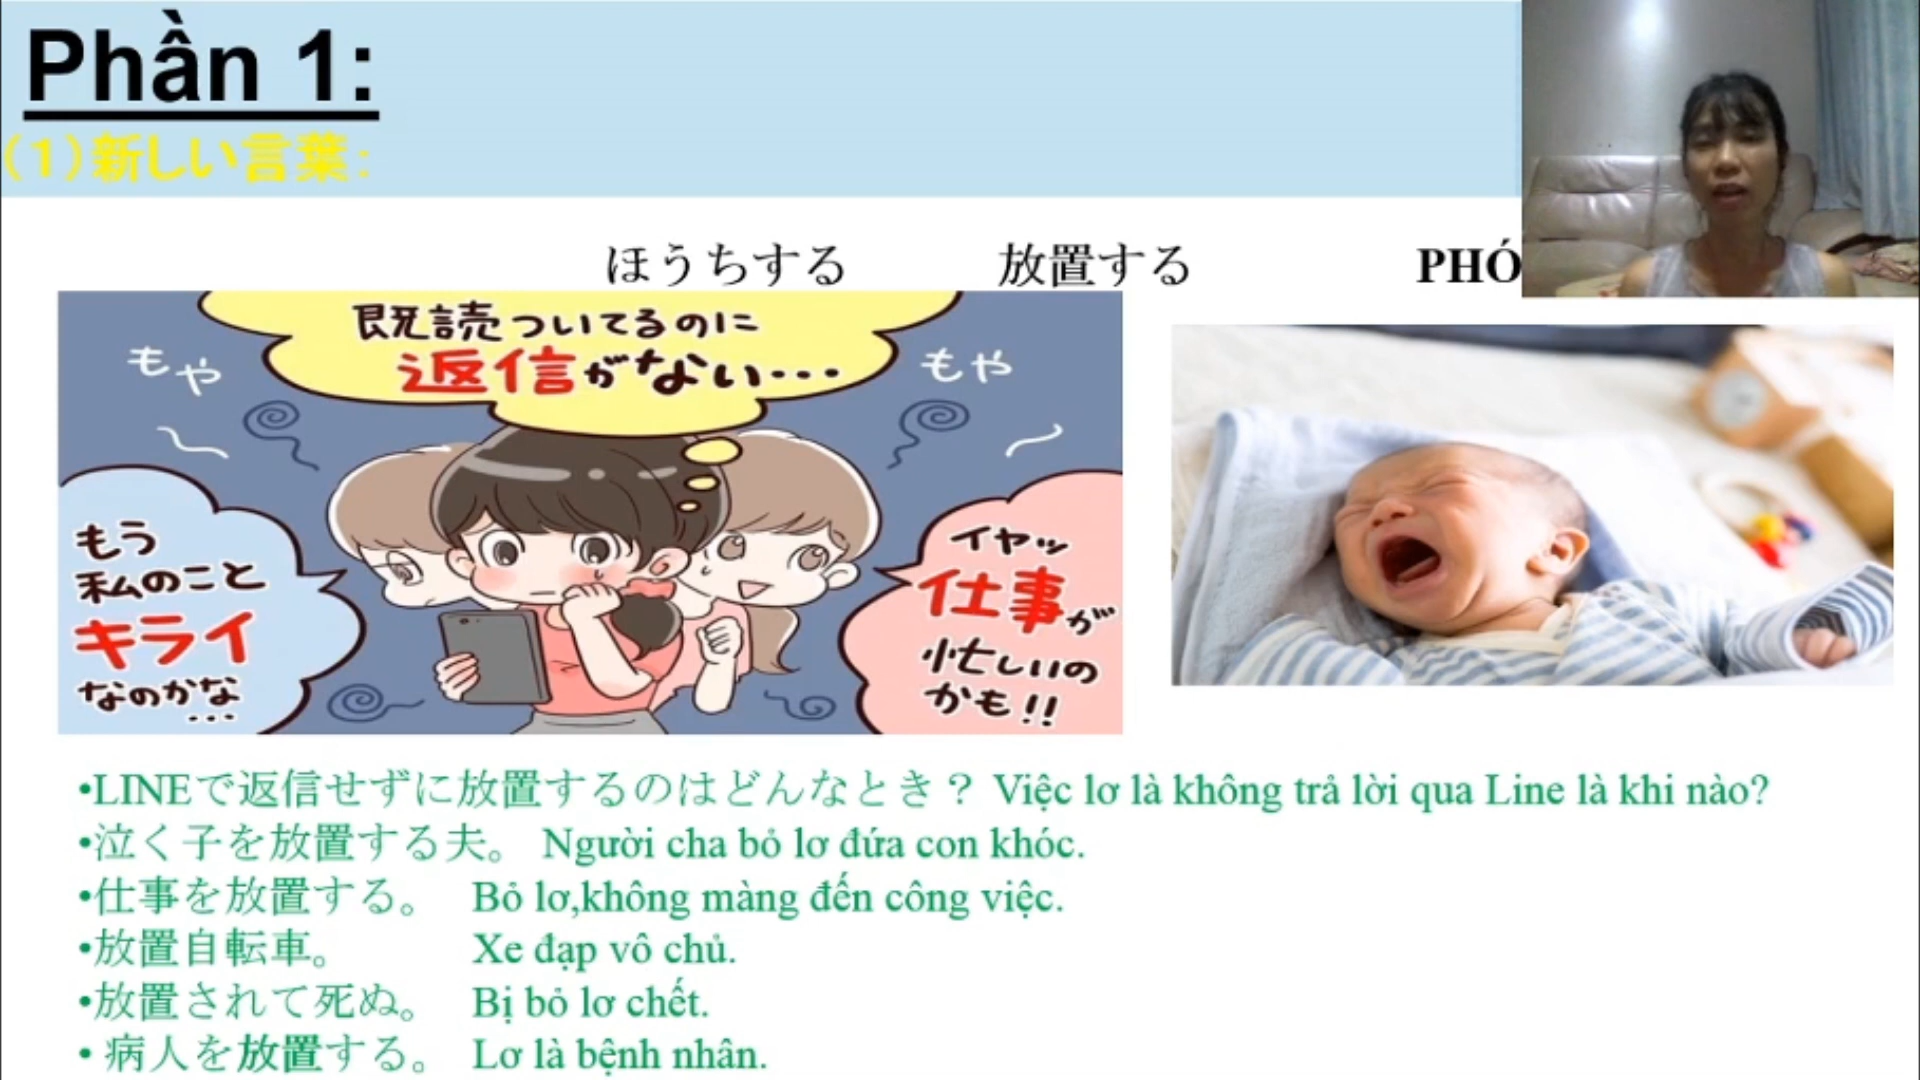 Phần 1:
(1)新しい言葉:
ほうちする 放置する PHÓ
既読ついてるのに
返信がない・・・
もや
もや
もう
私のこと
キライ
なのかな
・・・
イヤッ
仕事が
忙しいの
かも!!
•LINEで返信せずに放置するのはどんなとき？ Việc lơ là không trả lời qua Line là khi nào?
•泣く子を放置する夫。 Người cha bỏ lơ đứa con khóc.
•仕事を放置する。 Bỏ lơ,không màng đến công việc.
•放置自転車。 Xe đạp vô chủ.
•放置されて死ぬ。 Bị bỏ lơ chết.
• 病人を放置する。 Lơ là bệnh nhân.